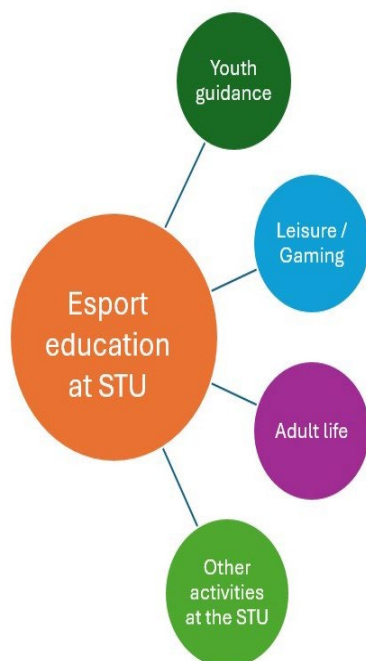 Youth
guidance
Leisure /
Gaming
Esport
education
at STU
Adult life
Other
activities
at the STU